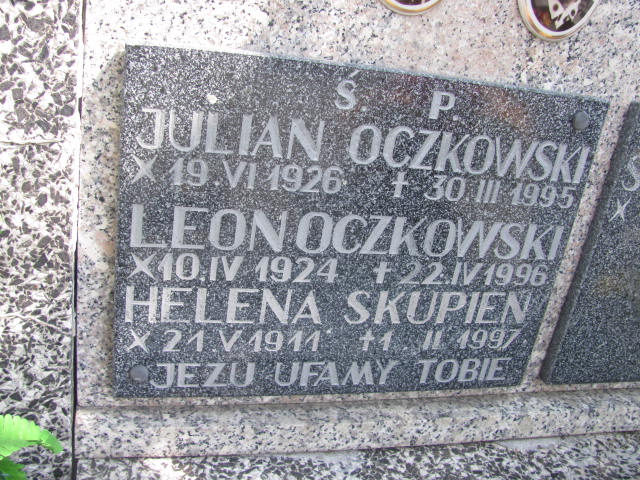 Ś. P.
JULIAN OCZKOWSKI
X 19.VI 1926 † 30 III 1995
LEON OCZKOWSKI
X 10.IV 1924 † 22.IV 1996
HELENA SKUPIEŃ
X 21 V 1911 † 1 II 1997
JEZU UFAMY TOBIE